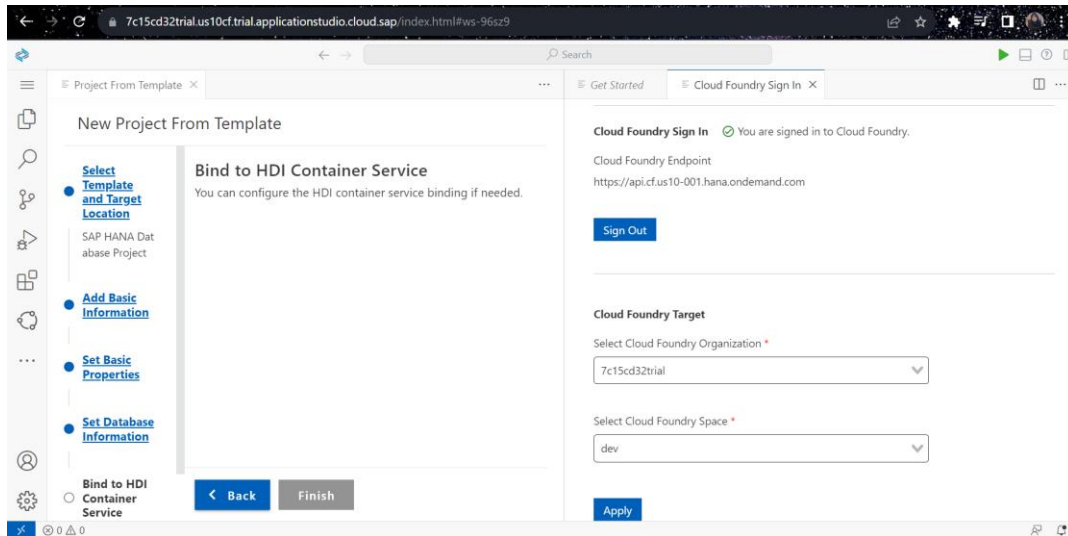 7c15cd32trial.us10cf.trial.applicationstudio.cloud.sap/index.html#ws-96sz9
Search
Project From Template
Get Started
Cloud Foundry Sign In
New Project From Template
Select
Template
and Target
Location
SAP HANA Dat
abase Project
Add Basic
Information
Set Basic
Properties
Set Database
Information
Bind to HDI
Container
Service
Bind to HDI Container Service
You can configure the HDI container service binding if needed.
Back
Finish
Cloud Foundry Sign In You are signed in to Cloud Foundry.
Cloud Foundry Endpoint
https://api.cf.us10-001.hana.ondemand.com
Sign Out
Cloud Foundry Target
Select Cloud Foundry Organization *
7c15cd32trial
Select Cloud Foundry Space *
dev
Apply
0 0